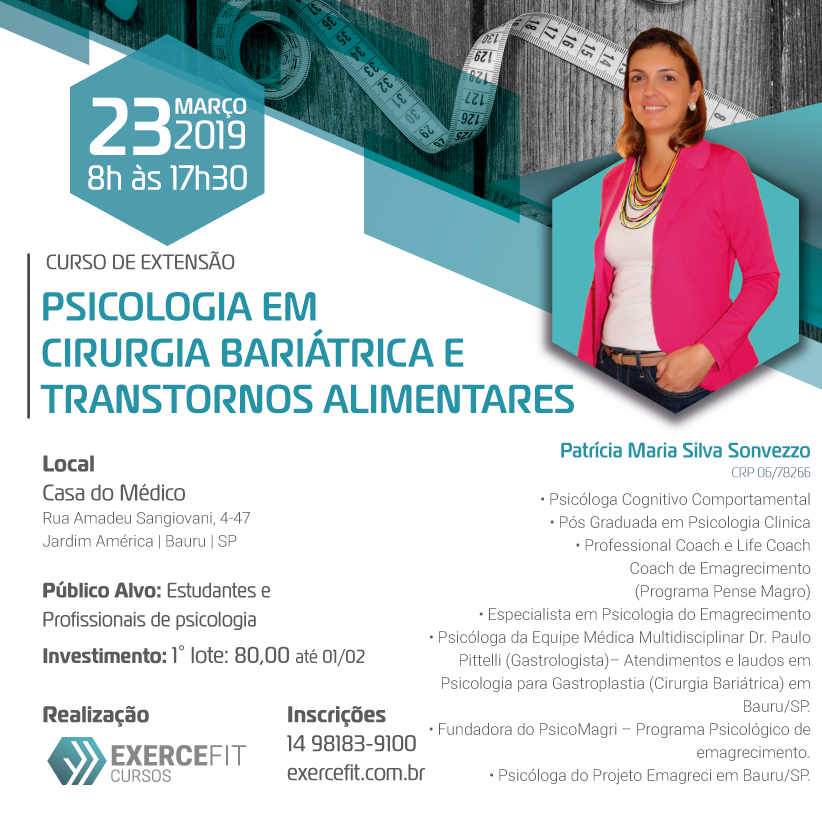 23 MARÇO
2019
8h às 17h30
CURSO DE EXTENSÃO
PSICOLOGIA EM
CIRURGIA BARIÁTRICA E
TRANSTORNOS ALIMENTARES
Local
Casa do Médico
Rua Amadeu Sangiovani, 4-47
Jardim América | Bauru | SP
Público Alvo: Estudantes e
Profissionais de psicologia
Investimento: 1° lote: 80,00 até 01/02
Realização
EXERCEFIT
CURSOS
Inscrições
14 98183-9100
exercefit.com.br
Patrícia Maria Silva Sonvezzo
CRP 06/78266
• Psicóloga Cognitivo Comportamental
• Pós Graduada em Psicologia Clinica
• Professional Coach e Life Coach
Coach de Emagrecimento
(Programa Pense Magro)
• Especialista em Psicologia do Emagrecimento
• Psicóloga da Equipe Médica Multidisciplinar Dr. Paulo
Pittelli (Gastrologista)– Atendimentos e laudos em
Psicologia para Gastroplastia (Cirurgia Bariátrica) em
Bauru/SP.
• Fundadora do PsicoMagri – Programa Psicológico de
emagrecimento.
• Psicóloga do Projeto Emagreci em Bauru/SP.